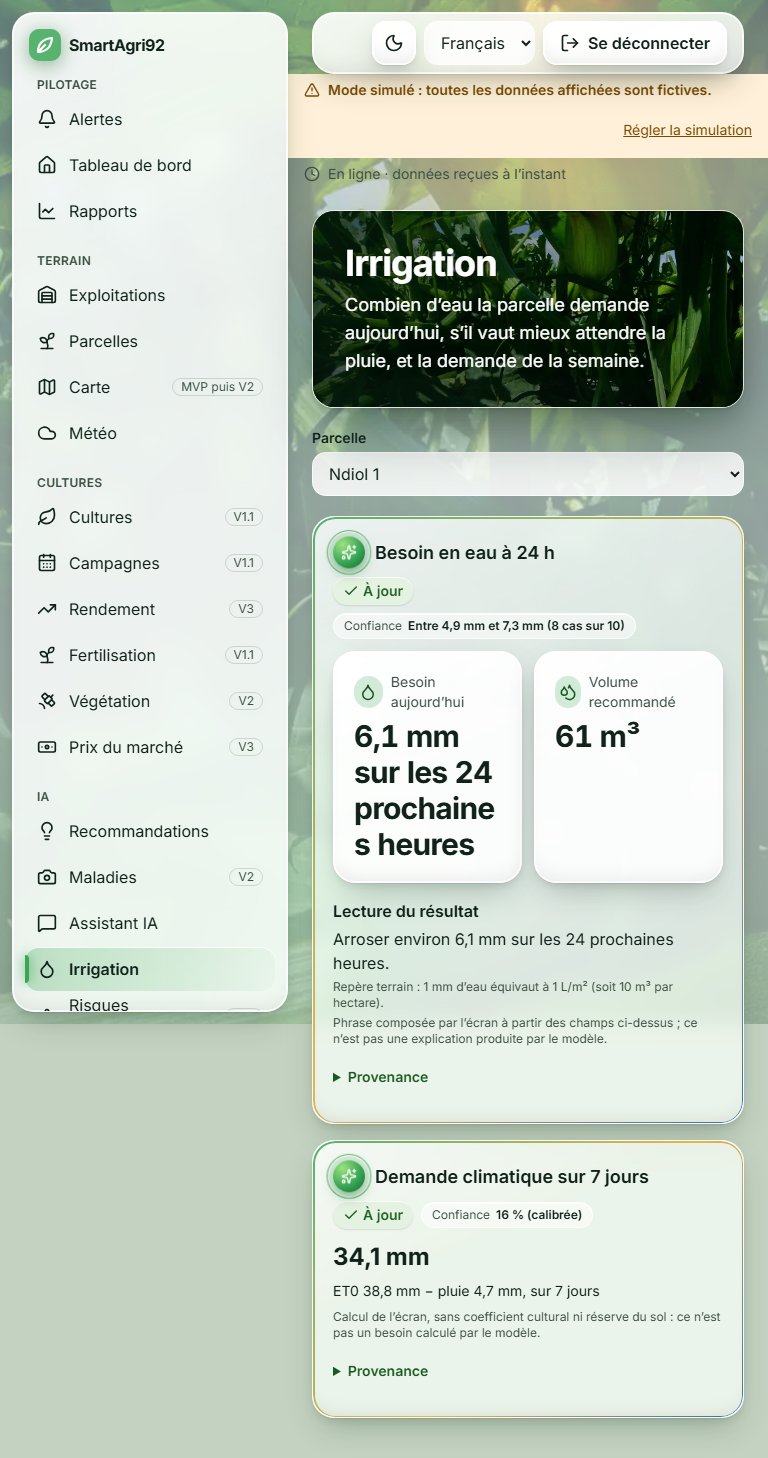 SmartAgri92
PILOTAGE
Alertes
Tableau de bord
Rapports
TERRAIN
Exploitations
Parcelles
Carte MVP puis V2
Météo
CULTURES
Cultures V1.1
Campagnes V1.1
Rendement V3
Fertilisation V1.1
Végétation V2
Prix du marché V3
IA
Recommandations
Maladies V2
Assistant IA
Irrigation
Risques
Français
Se déconnecter
Mode simulé : toutes les données affichées sont fictives.
Régler la simulation
En ligne · données reçues à l’instant
Irrigation
Combien d’eau la parcelle demande
aujourd’hui, s’il vaut mieux attendre la
pluie, et la demande de la semaine.
Parcelle
Ndiol 1
Besoin en eau à 24 h
À jour
Confiance Entre 4,9 mm et 7,3 mm (8 cas sur 10)
Besoin
aujourd’hui
6,1 mm
sur les 24
prochaine
s heures
Volume
recommandé
61 m³
Lecture du résultat
Arroser environ 6,1 mm sur les 24 prochaines
heures.
Repère terrain : 1 mm d’eau équivaut à 1 L/m² (soit 10 m³ par
hectare).
Phrase composée par l’écran à partir des champs ci-dessus ; ce
n’est pas une explication produite par le modèle.
Provenance
Demande climatique sur 7 jours
À jour
Confiance 16 % (calibrée)
34,1 mm
ET0 38,8 mm − pluie 4,7 mm, sur 7 jours
Calcul de l’écran, sans coefficient cultural ni réserve du sol : ce n’est
pas un besoin calculé par le modèle.
Provenance